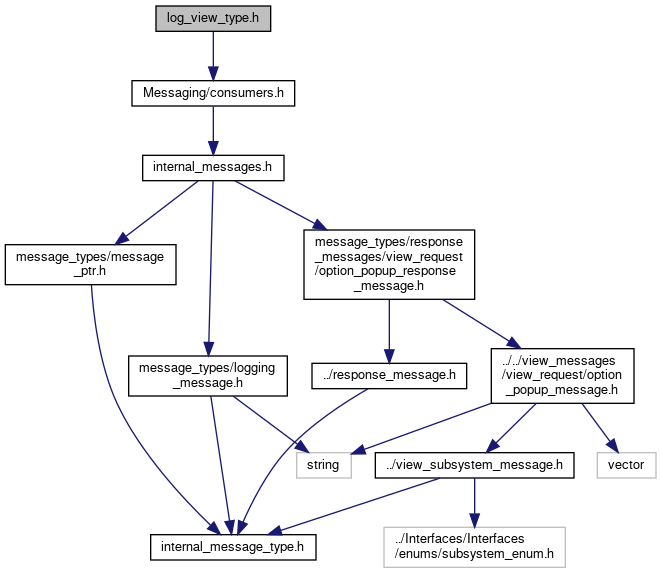 log_view_type.h
Messaging/consumers.h
internal_messages.h
message_types/message
_ptr.h
message_types/response
_messages/view_request
/option_popup_response
_message.h
message_types/logging
_message.h
../response_message.h
../../view_messages
/view_request/option
_popup_message.h
string
../view_subsystem_message.h
vector
internal_message_type.h
../Interfaces/Interfaces
/enums/subsystem_enum.h